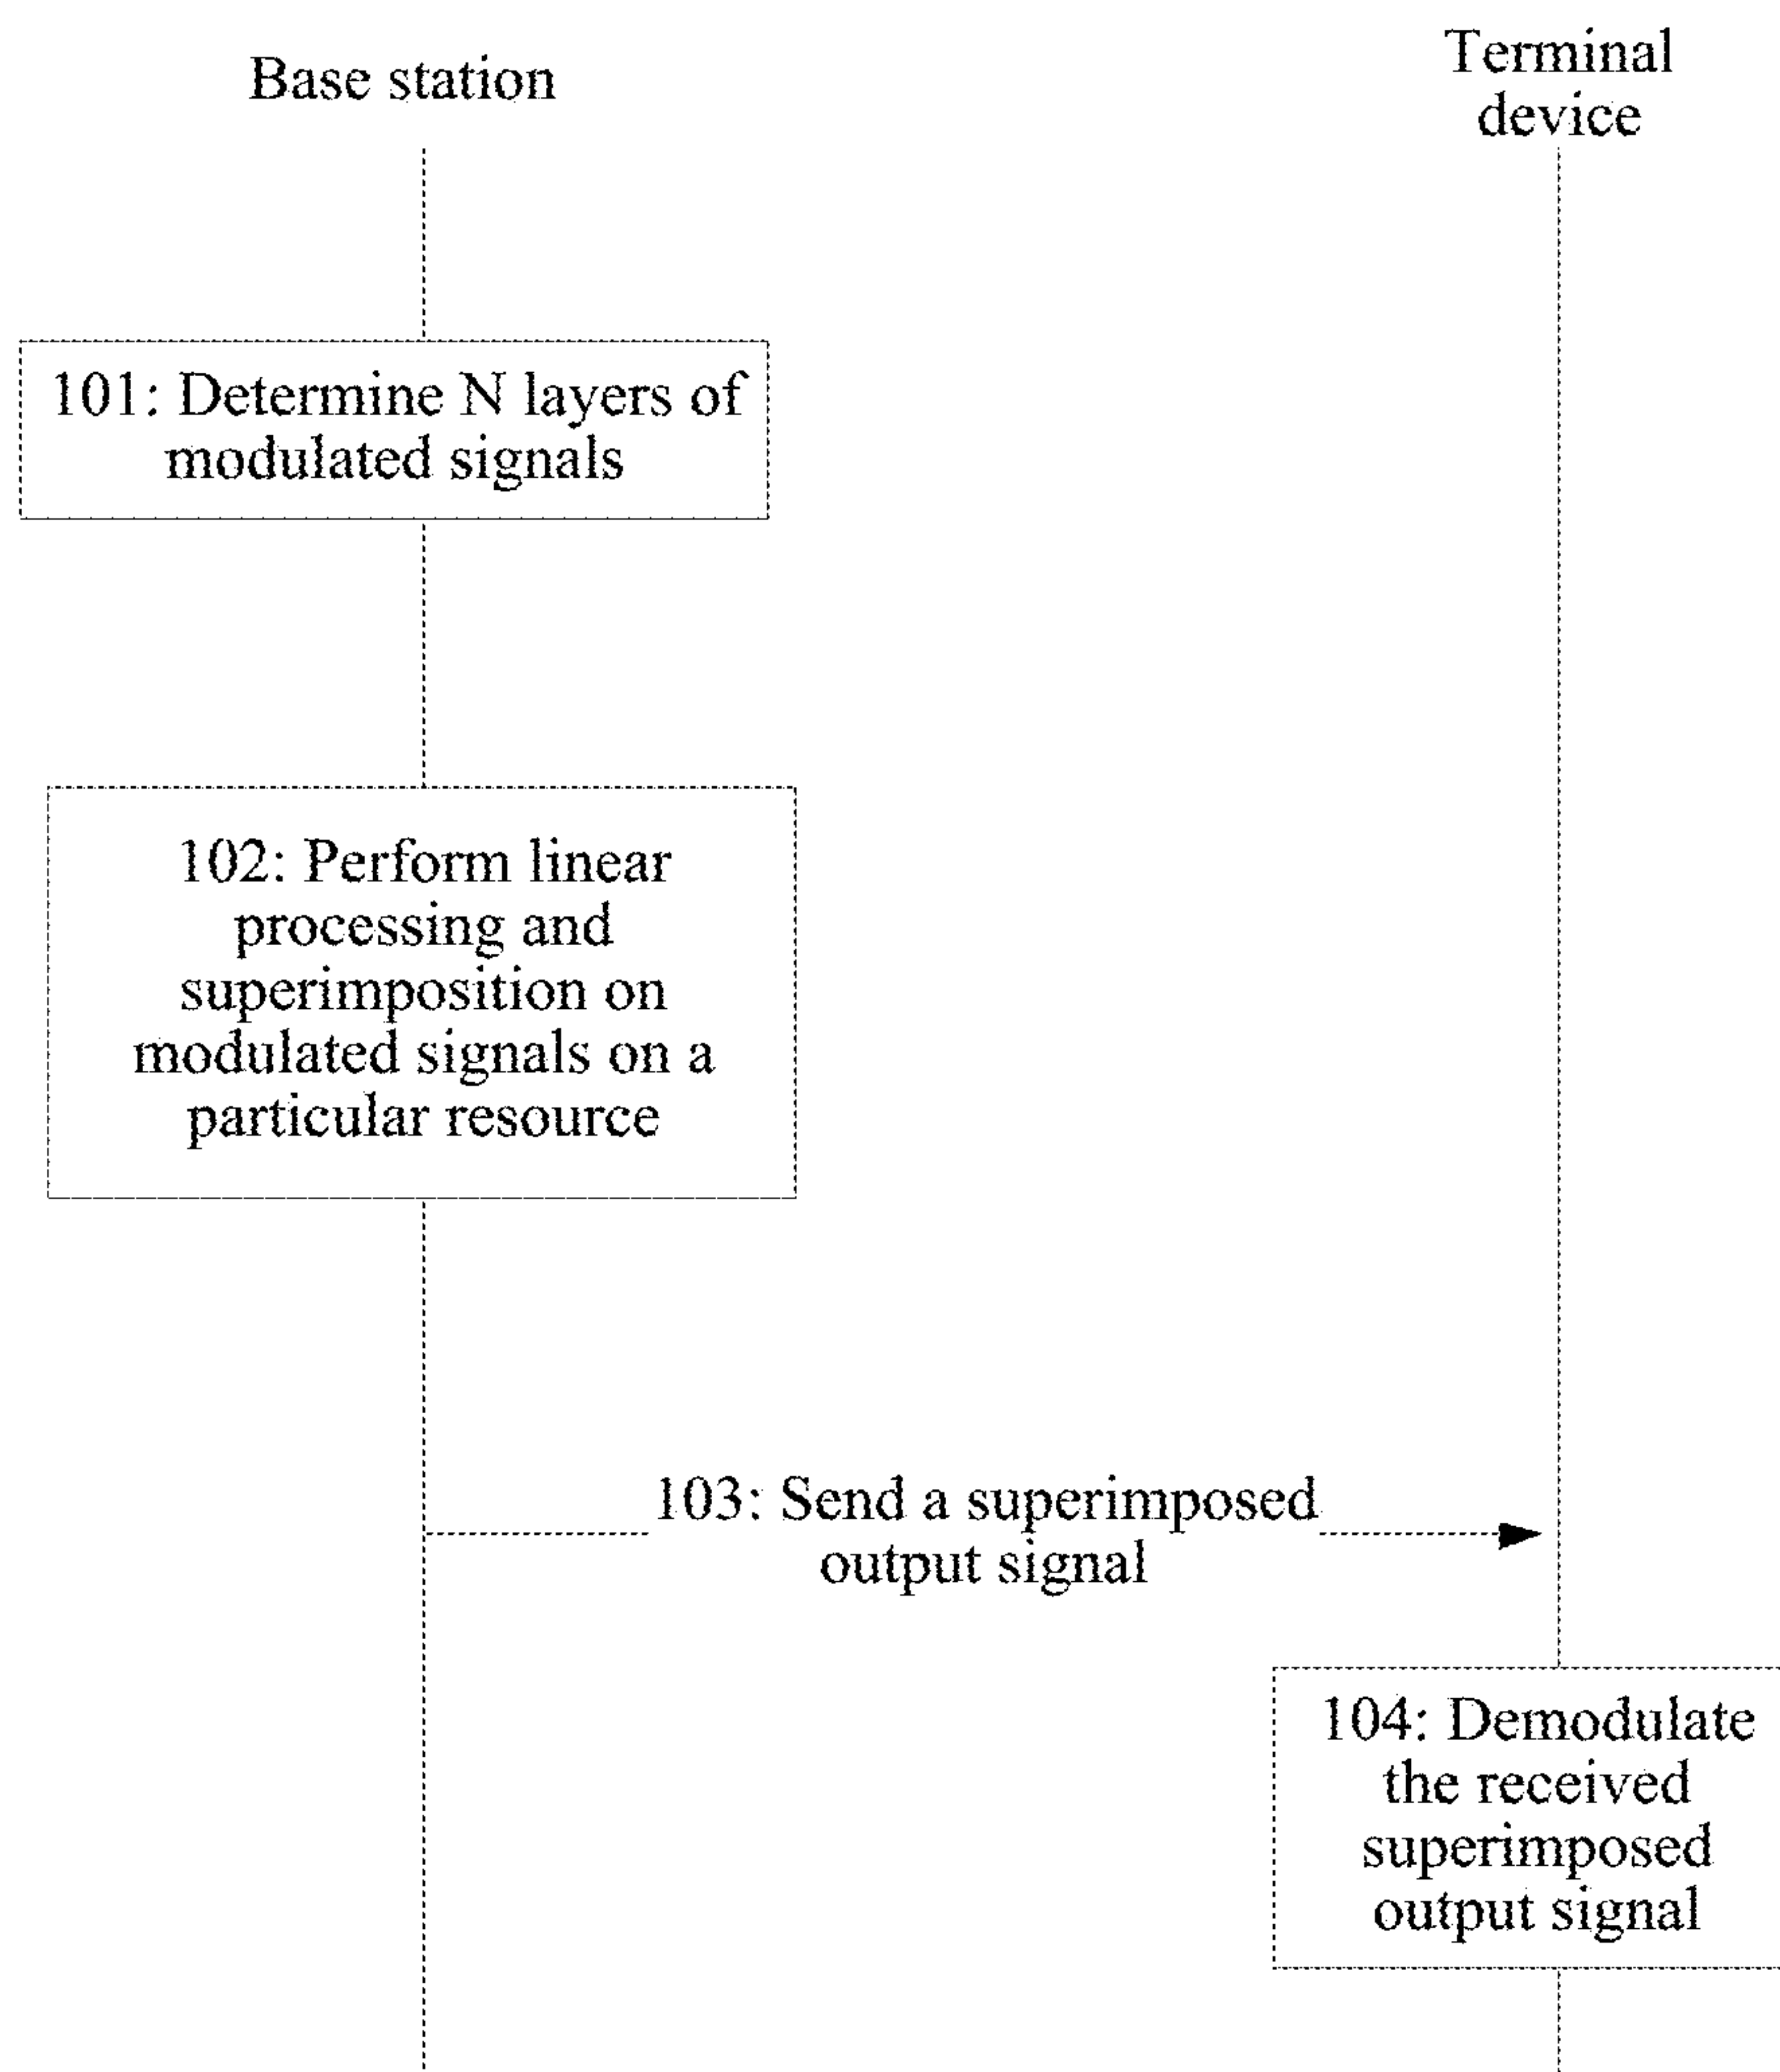 Base station
Terminal
device
101: Determine N layers of
modulated signals
102: Perform linear
processing and
superimposition on
modulated signals on a
particular resource
103: Send a superimposed
output signal
104: Demodulate
the received
superimposed
output signal